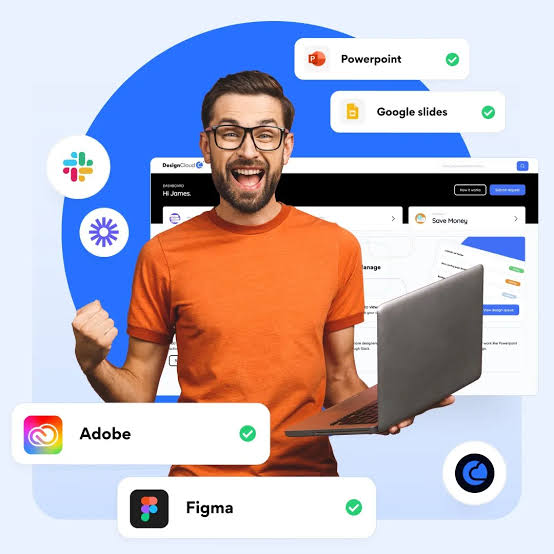 Powerpoint
Google slides
DesignCloud
DASHBOARD
Hi James.
How it works
Submit request
Save Money
Manage
View design queue
Adobe
Figma